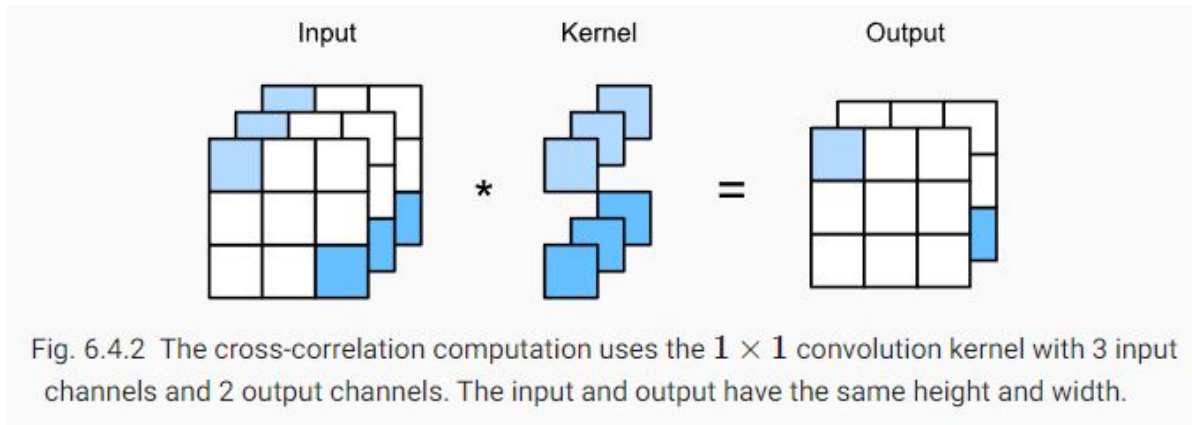 Input Kernel Output
* =
Fig. 6.4.2 The cross-correlation computation uses the 1 × 1 convolution kernel with 3 input
channels and 2 output channels. The input and output have the same height and width.